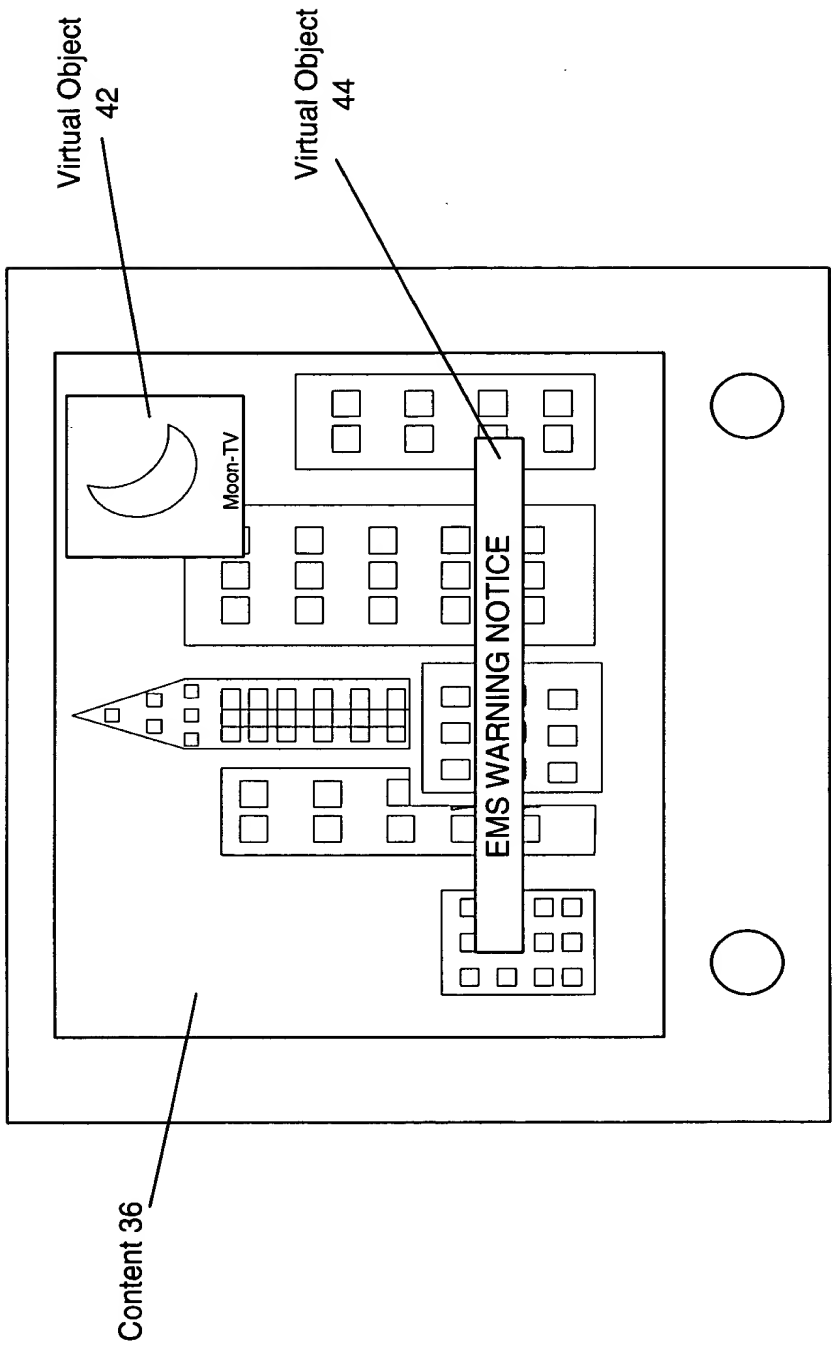 Virtual Object
42
Virtual Object
44
Content 36
Moon-TV
EMS WARNING NOTICE